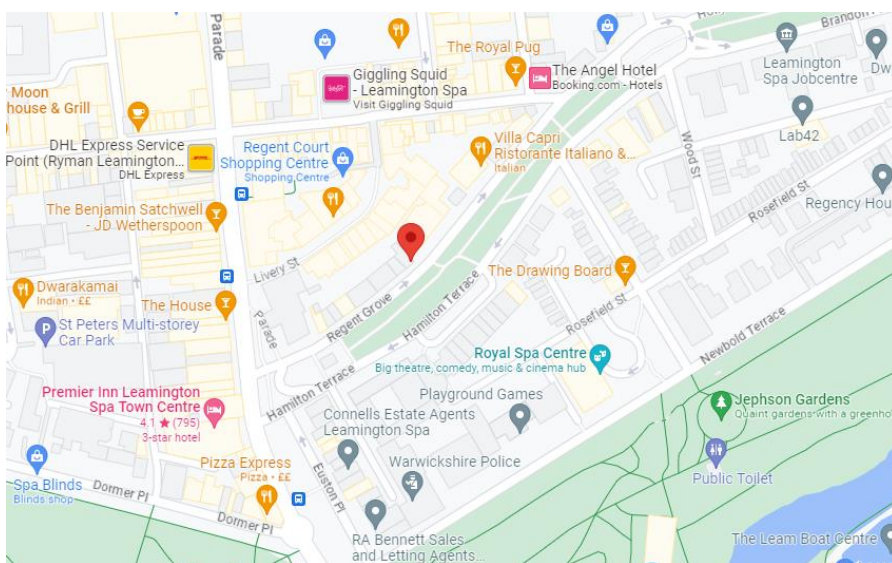 Parade
Brandon
The Royal Pug
Leamington
Spa Jobcentre
Giggling Squid
- Leamington Spa
Visit Giggling Squid
The Angel Hotel
Booking.com - Hotels
Moon
house & Grill
DHL Express Service
Point (Ryman Leamington...
DHL Express
Regent Court
Shopping Centre
Shopping Centre
Villa Capri
Ristorante Italiano &...
Italian
Wood St
Lab42
Rosefield St
Regency Hou
The Benjamin Satchwell
- JD Wetherspoon
Livery St
The Drawing Board
Dwarakamai
Indian • ££
The House
P
St Peters Multi-storey
Car Park
Parade
Regent Grove
Hamilton Terrace
Rosefield St
Newbold Terrace
Royal Spa Centre
Big theatre, comedy, music & cinema hub
Premier Inn Leamington
Spa Town Centre
4.1 ★ (795)
3-star hotel
Hamilton Terrace
Playground Games
Connells Estate Agents
Leamington Spa
Jephson Gardens
Quaint gardens with a greenho
Pizza Express
Pizza • ££
Warwickshire Police
Public Toilet
Spa Blinds
Blinds shop
Dormer Pl
Dormer Pl
Euston Pl
RA Bennett Sales
and Letting Agents...
The Leam Boat Centre